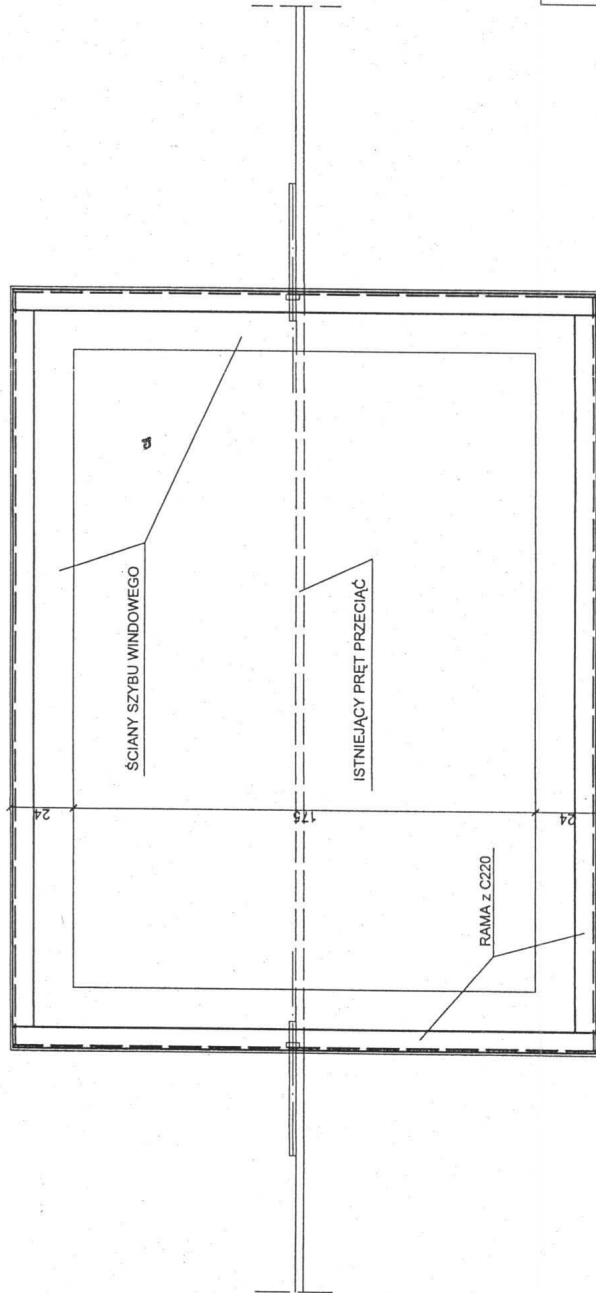 ŚCIANY SZYBU WINDOWEGO
ISTNIEJĄCY PRĘT PRZECIĄĆ
RAMA z C220
24
175
24